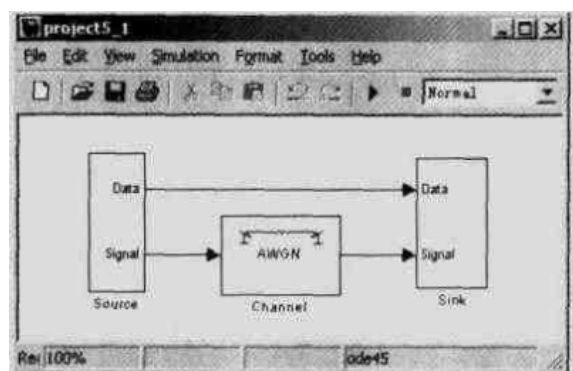 project5_1
File Edit View Simulation Format Tools Help
Normal
Data Data
Signal AWGN Signal
Source Channel Sink
100% ode45